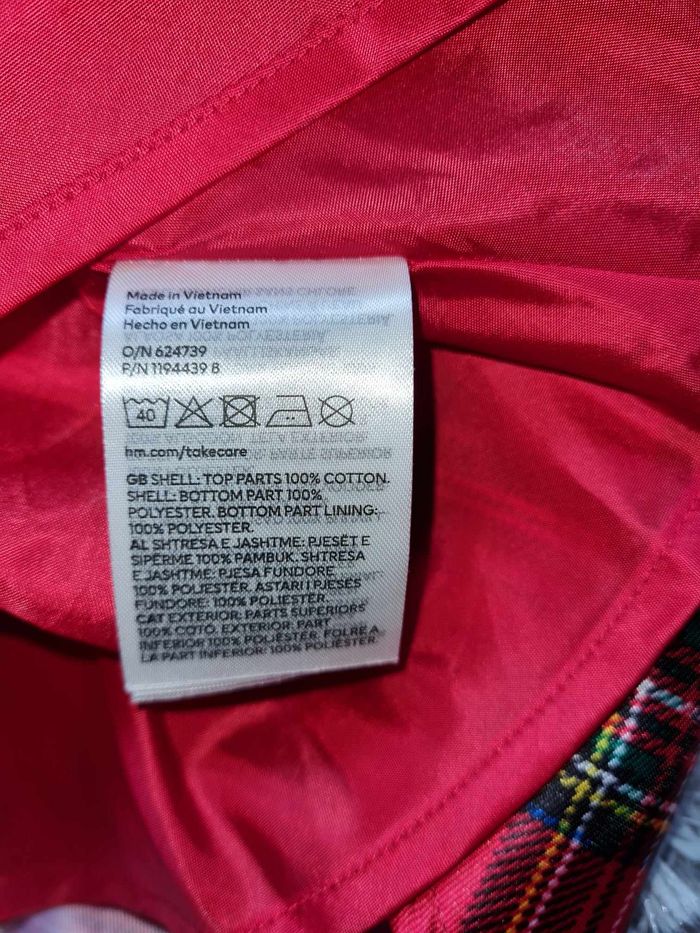 Made in Vietnam
Fabriqué au Vietnam
Hecho en Vietnam
O/N 624739
P/N 1194439 8
40
hm.com/takecare
GB SHELL: TOP PARTS 100% COTTON.
SHELL: BOTTOM PART 100%
POLYESTER. BOTTOM PART LINING:
100% POLYESTER.
AL SHTRESA E JASHTME: PJESËT E
SIPËRME 100% PAMBUK. SHTRESA
E JASHTME: PJESA FUNDORE
100% POLIESTER. ASTARI I PJESËS
FUNDORE: 100% POLIESTER.
CAT EXTERIOR: PARTS SUPERIORS
100% COTÓ. EXTERIOR: PART
INFERIOR 100% POLIÈSTER. FOLRE A
LA PART INFERIOR: 100% POLIÈSTER.